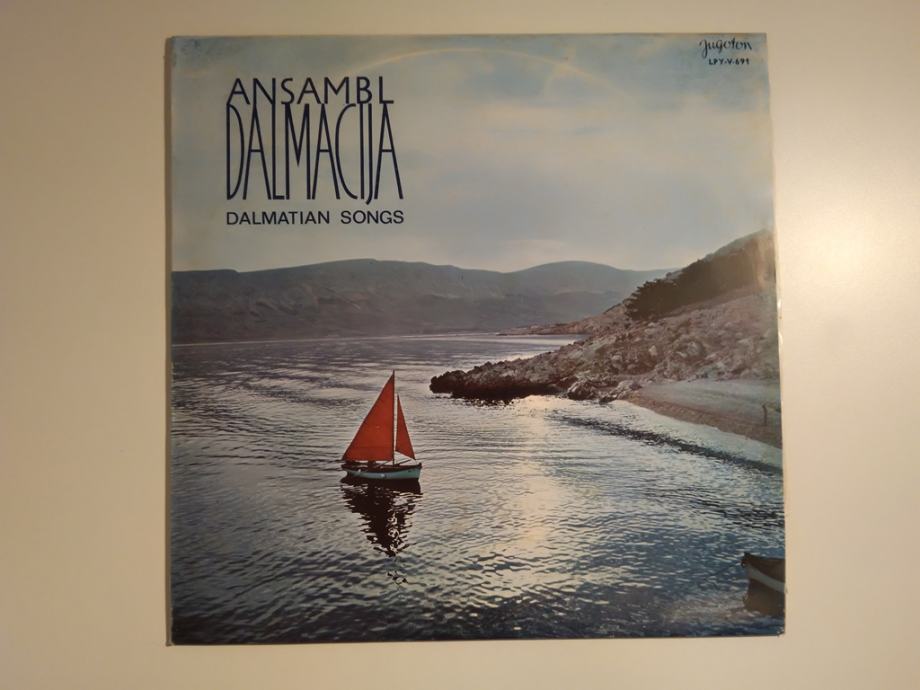 Jugoton
LPY-V-691
ANSAMBL
DALMACIJA
DALMATIAN SONGS